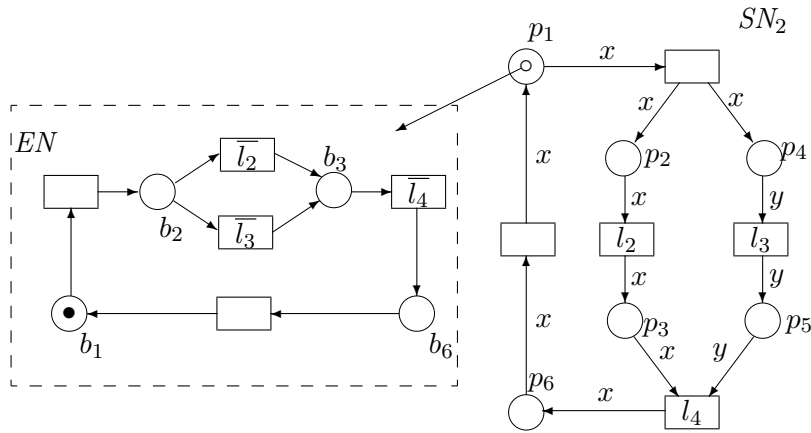 p1 SN2
x
x x
EN
b3
l2 p2 p4
x
x y
l4
b2
l3 l2 l3
x y
b1 b6 p3 p5
x
x y
p6 x
l4